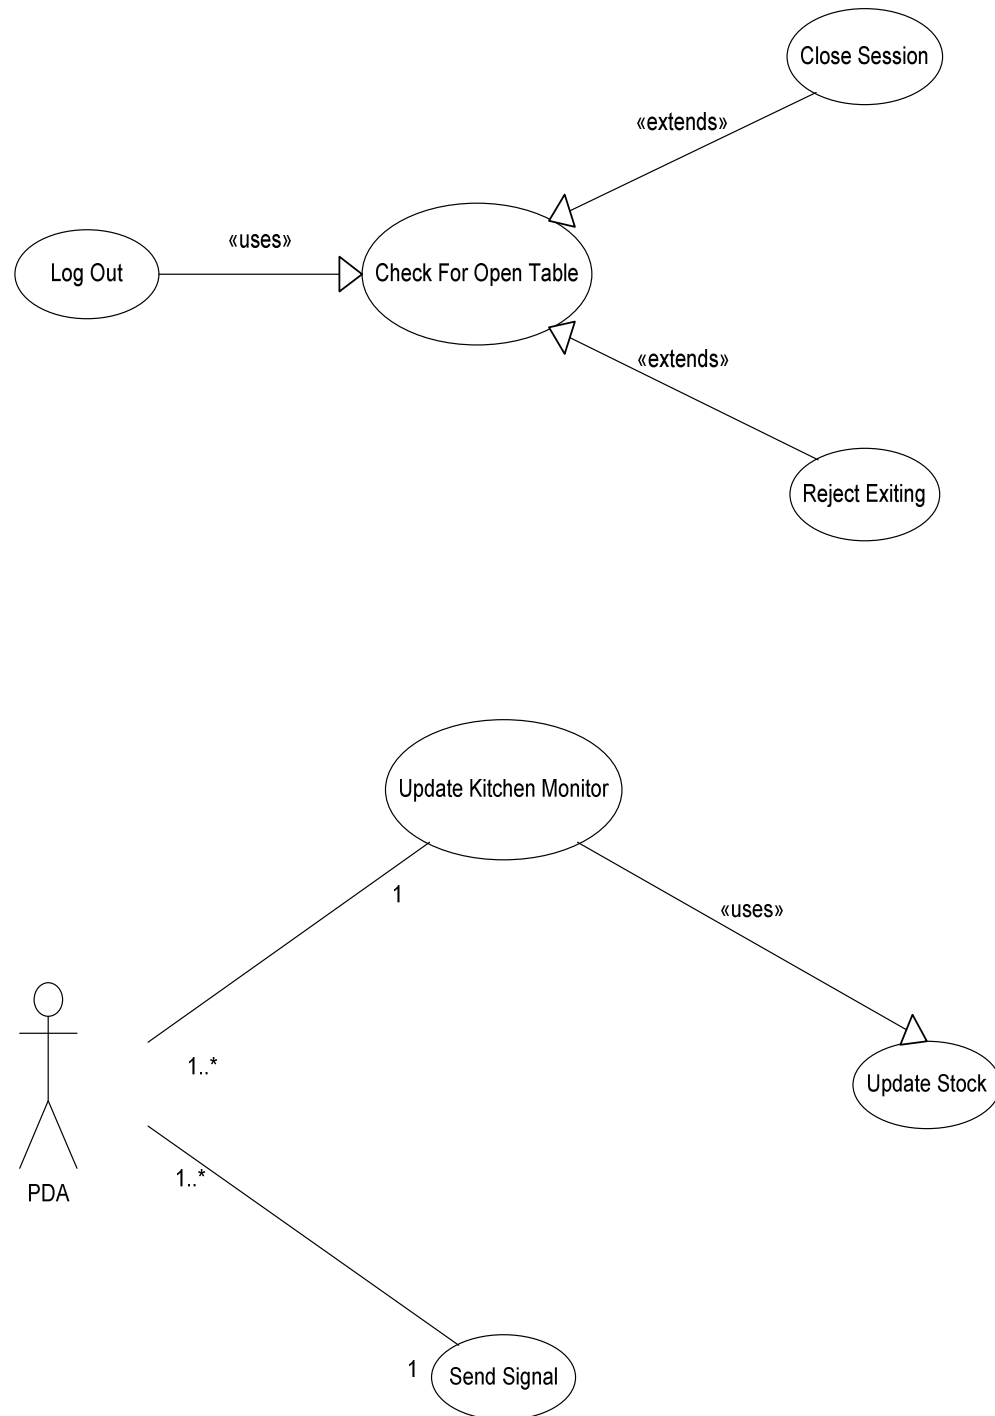 Close Session
«extends»
«uses»
Log Out
Check For Open Table
«extends»
Reject Exiting
Update Kitchen Monitor
1
«uses»
1..*
Update Stock
1..*
PDA
1
Send Signal